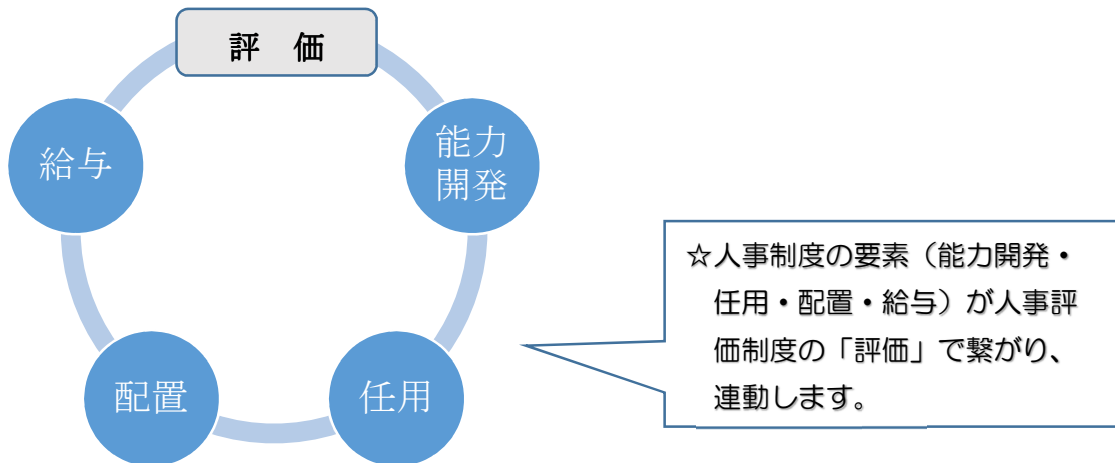 評　価
給与
能力
開発
配置
任用
☆人事制度の要素（能力開発・
任用・配置・給与）が人事評
価制度の「評価」で繋がり、
連動します。